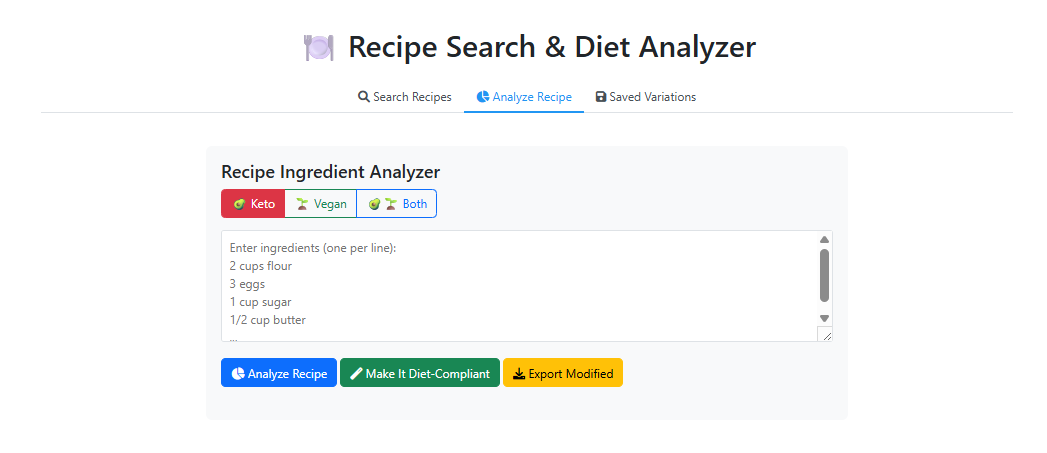 Recipe Search & Diet Analyzer
Search Recipes Analyze Recipe Saved Variations
Recipe Ingredient Analyzer
Keto Vegan Both
Enter ingredients (one per line):
2 cups flour
3 eggs
1 cup sugar
1/2 cup butter
...
Analyze Recipe Make It Diet-Compliant Export Modified